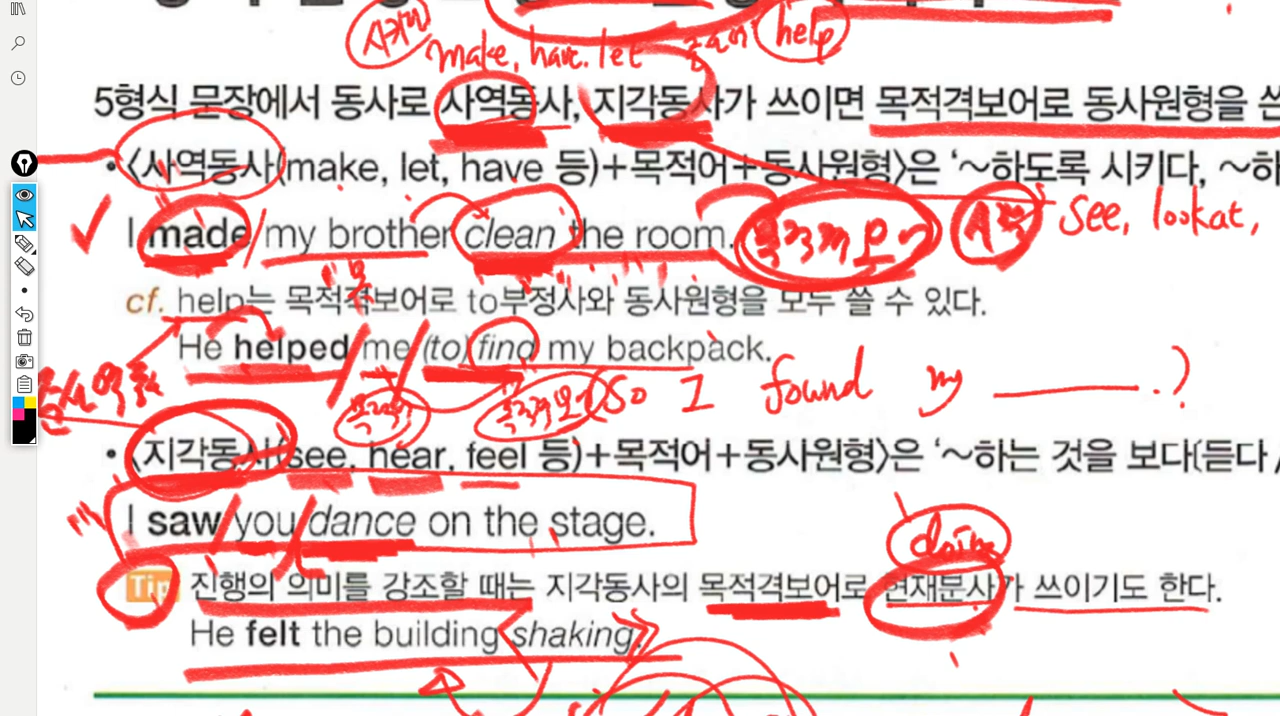 사키다
make, have. let
help
5형식 문장에서 동사로 사역동사, 지각동사가 쓰이면 목적격보어로 동사원형을 쓴
• 〈사역동사(make, let, have 등)+목적어+동사원형〉은 '~하도록 시키다, ~하
I made my brother clean the room.
목적격보어
지각
See, look at,
cf. help는 목적격보어로 to부정사와 동사원형을 모두 쓸 수 있다.
He helped me (to) find my backpack.
준사역동사
목적어
목적격보어
So I found my ______.?
• 〈지각동사(see, hear, feel 등)+목적어+동사원형〉은 '~하는 것을 보다(듣다/
I saw you dance on the stage.
doing
Tip 진행의 의미를 강조할 때는 지각동사의 목적격보어로 현재분사가 쓰이기도 한다.
He felt the building shaking.